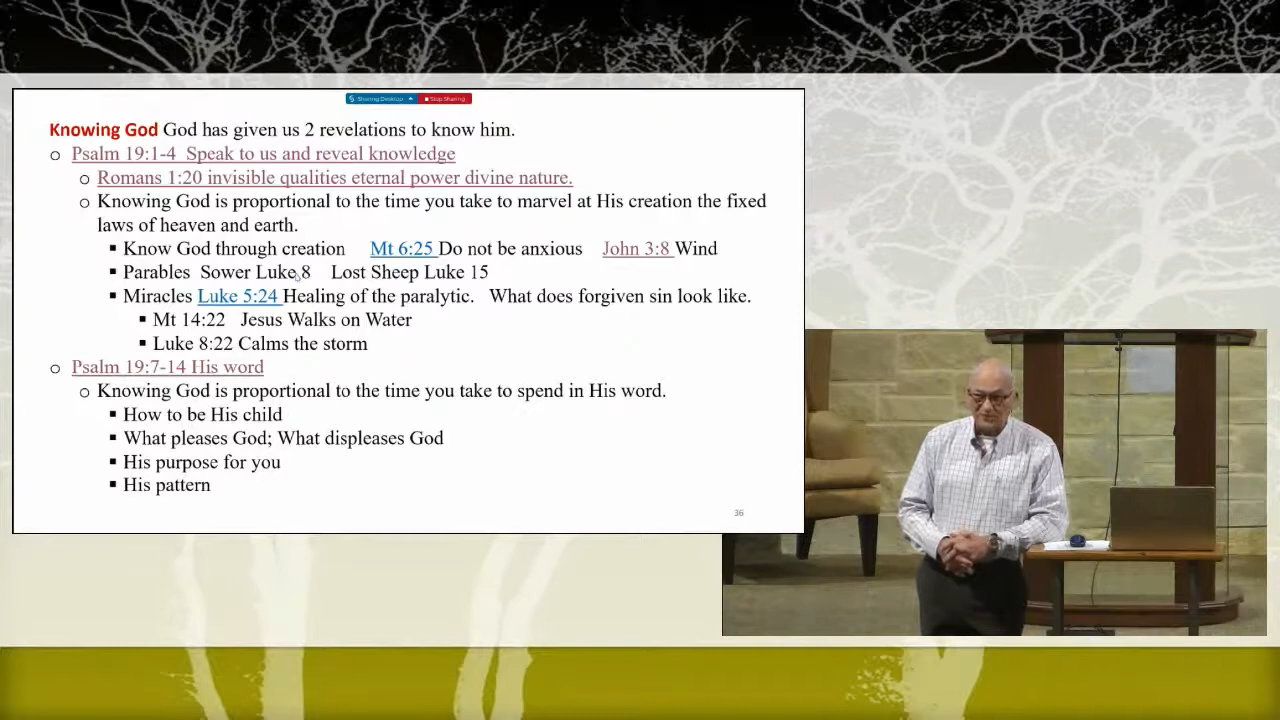 Sharing Desktop Stop Sharing
Knowing God God has given us 2 revelations to know him.
o Psalm 19:1-4 Speak to us and reveal knowledge
o Romans 1:20 invisible qualities eternal power divine nature.
o Knowing God is proportional to the time you take to marvel at His creation the fixed
laws of heaven and earth.
▪ Know God through creation Mt 6:25 Do not be anxious John 3:8 Wind
▪ Parables Sower Luke 8 Lost Sheep Luke 15
▪ Miracles Luke 5:24 Healing of the paralytic. What does forgiven sin look like.
▪ Mt 14:22 Jesus Walks on Water
▪ Luke 8:22 Calms the storm
o Psalm 19:7-14 His word
o Knowing God is proportional to the time you take to spend in His word.
▪ How to be His child
▪ What pleases God; What displeases God
▪ His purpose for you
▪ His pattern
36